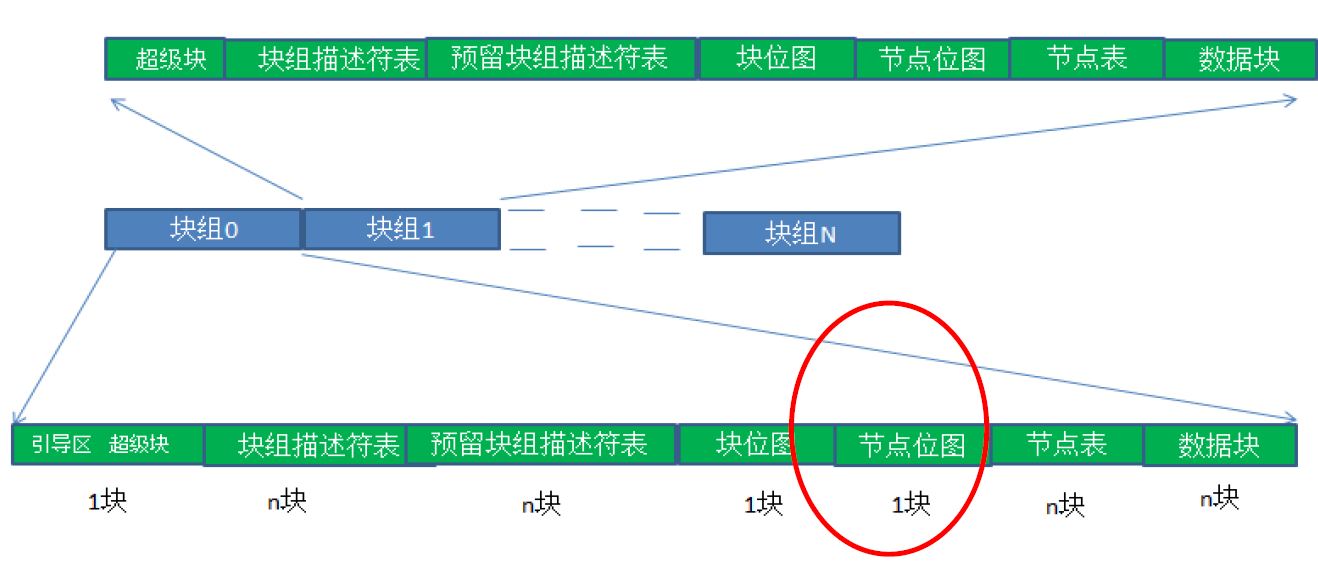 超级块 块组描述符表 预留块组描述符表 块位图 节点位图 节点表 数据块
块组0 块组1 块组N
引导区 超级块 块组描述符表 预留块组描述符表 块位图 节点位图 节点表 数据块
1块 n块 n块 1块 1块 n块 n块